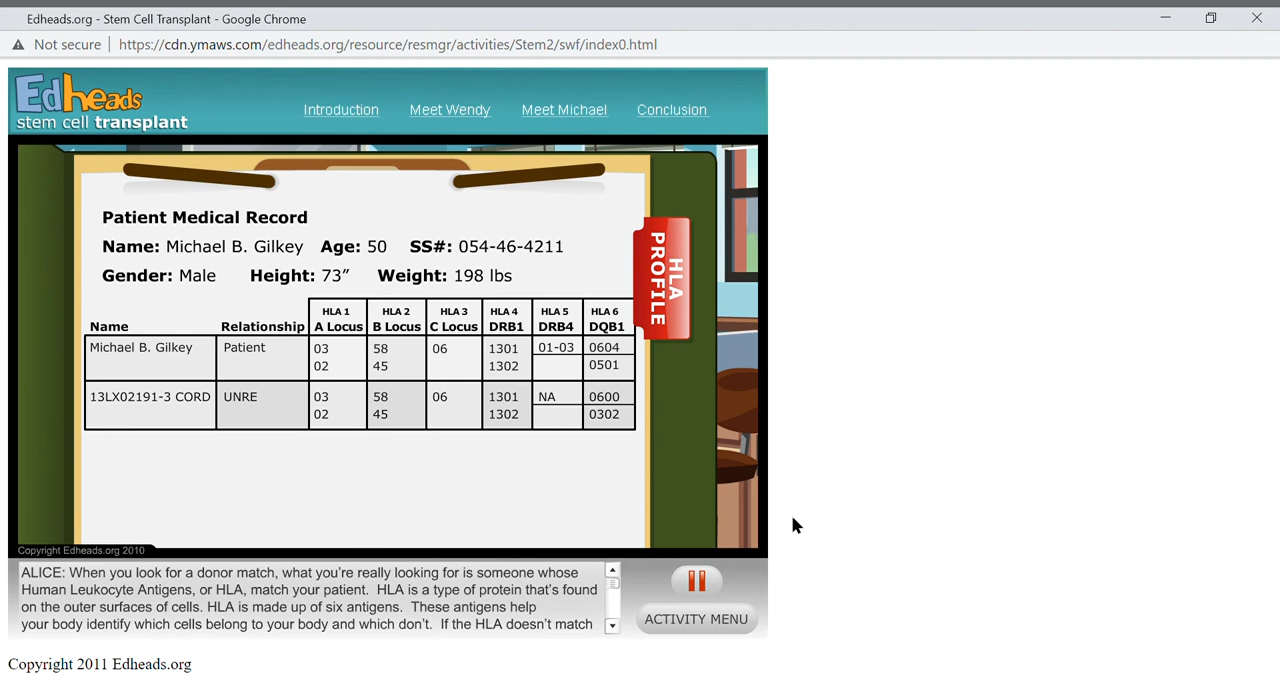 Edheads.org - Stem Cell Transplant - Google Chrome
Not secure | https://cdn.ymaws.com/edheads.org/resource/resmgr/activities/Stem2/swf/index0.html
Edheads
stem cell transplant
Introduction Meet Wendy Meet Michael Conclusion
Patient Medical Record
Name: Michael B. Gilkey Age: 50 SS#: 054-46-4211
Gender: Male Height: 73” Weight: 198 lbs
HLA PROFILE
HLA 1 HLA 2 HLA 3 HLA 4 HLA 5 HLA 6
Name Relationship A Locus B Locus C Locus DRB1 DRB4 DQB1
Michael B. Gilkey Patient 03 58 06 1301 01-03 0604
02 45 1302 0501
13LX02191-3 CORD UNRE 03 58 06 1301 NA 0600
02 45 1302 0302
Copyright Edheads.org 2010
ALICE: When you look for a donor match, what you’re really looking for is someone whose
Human Leukocyte Antigens, or HLA, match your patient. HLA is a type of protein that’s found
on the outer surfaces of cells. HLA is made up of six antigens. These antigens help
your body identify which cells belong to your body and which don’t. If the HLA doesn’t match
ACTIVITY MENU
Copyright 2011 Edheads.org